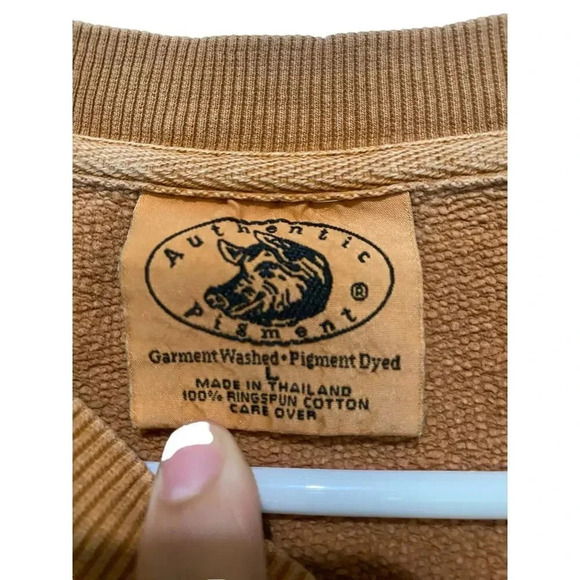 Authentic
Pigment ®
Garment Washed • Pigment Dyed
L
MADE IN THAILAND
100% RINGSPUN COTTON
CARE OVER